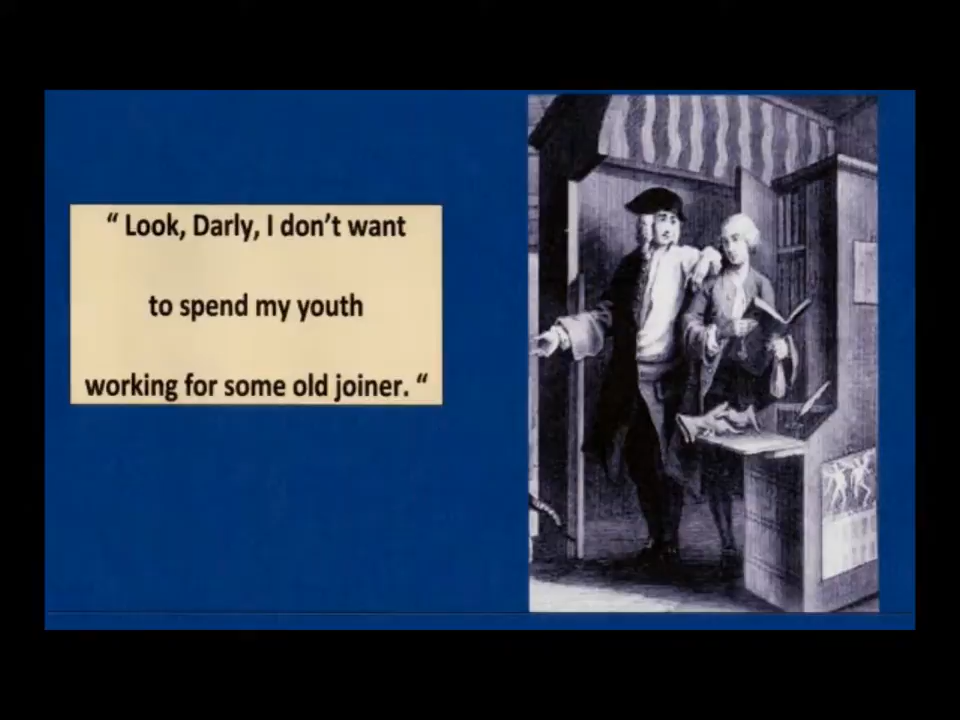 “ Look, Darly, I don’t want
to spend my youth
working for some old joiner. “